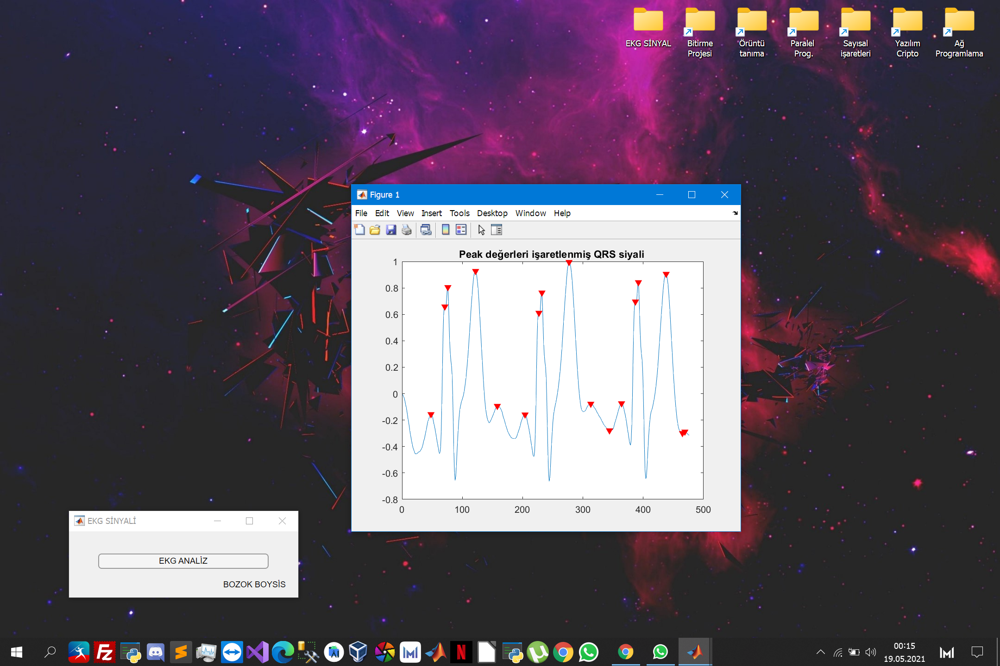 EKG SİNYAL
Bitirme
Projesi
Örüntü
tanıma
Paralel
Prog.
Sayısal
işaretleri
Yazılım
Cripto
Ağ
Programlama
Figure 1
File Edit View Insert Tools Desktop Window Help
Peak değerleri işaretlenmiş QRS siyali
1
0.8
0.6
0.4
0.2
0
-0.2
-0.4
-0.6
-0.8
0 100 200 300 400 500
EKG SİNYALİ
EKG ANALİZ
BOZOK BOYSİS
Fz
N
00:15
19.05.2021